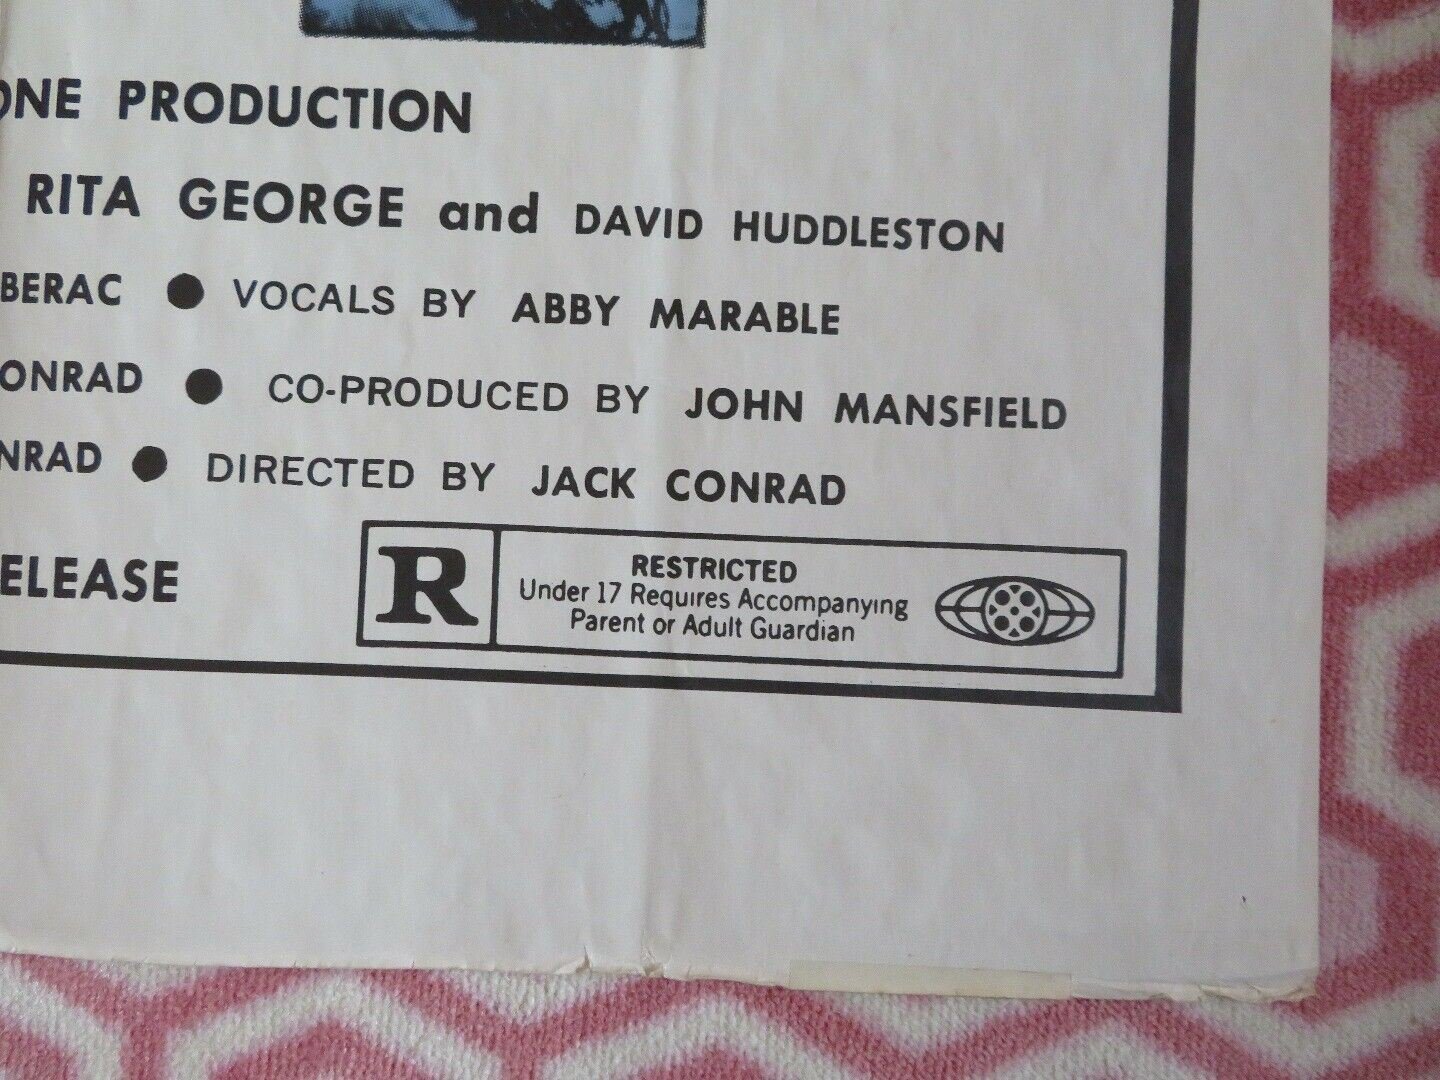 ONE PRODUCTION
RITA GEORGE and DAVID HUDDLESTON
BERAC ● VOCALS BY ABBY MARABLE
ONRAD ● CO-PRODUCED BY JOHN MANSFIELD
NRAD ● DIRECTED BY JACK CONRAD
ELEASE
R
RESTRICTED
Under 17 Requires Accompanying
Parent or Adult Guardian